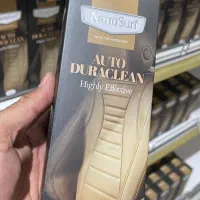 NanoSurf
AUTO
DURACLEAN
Highly Effective